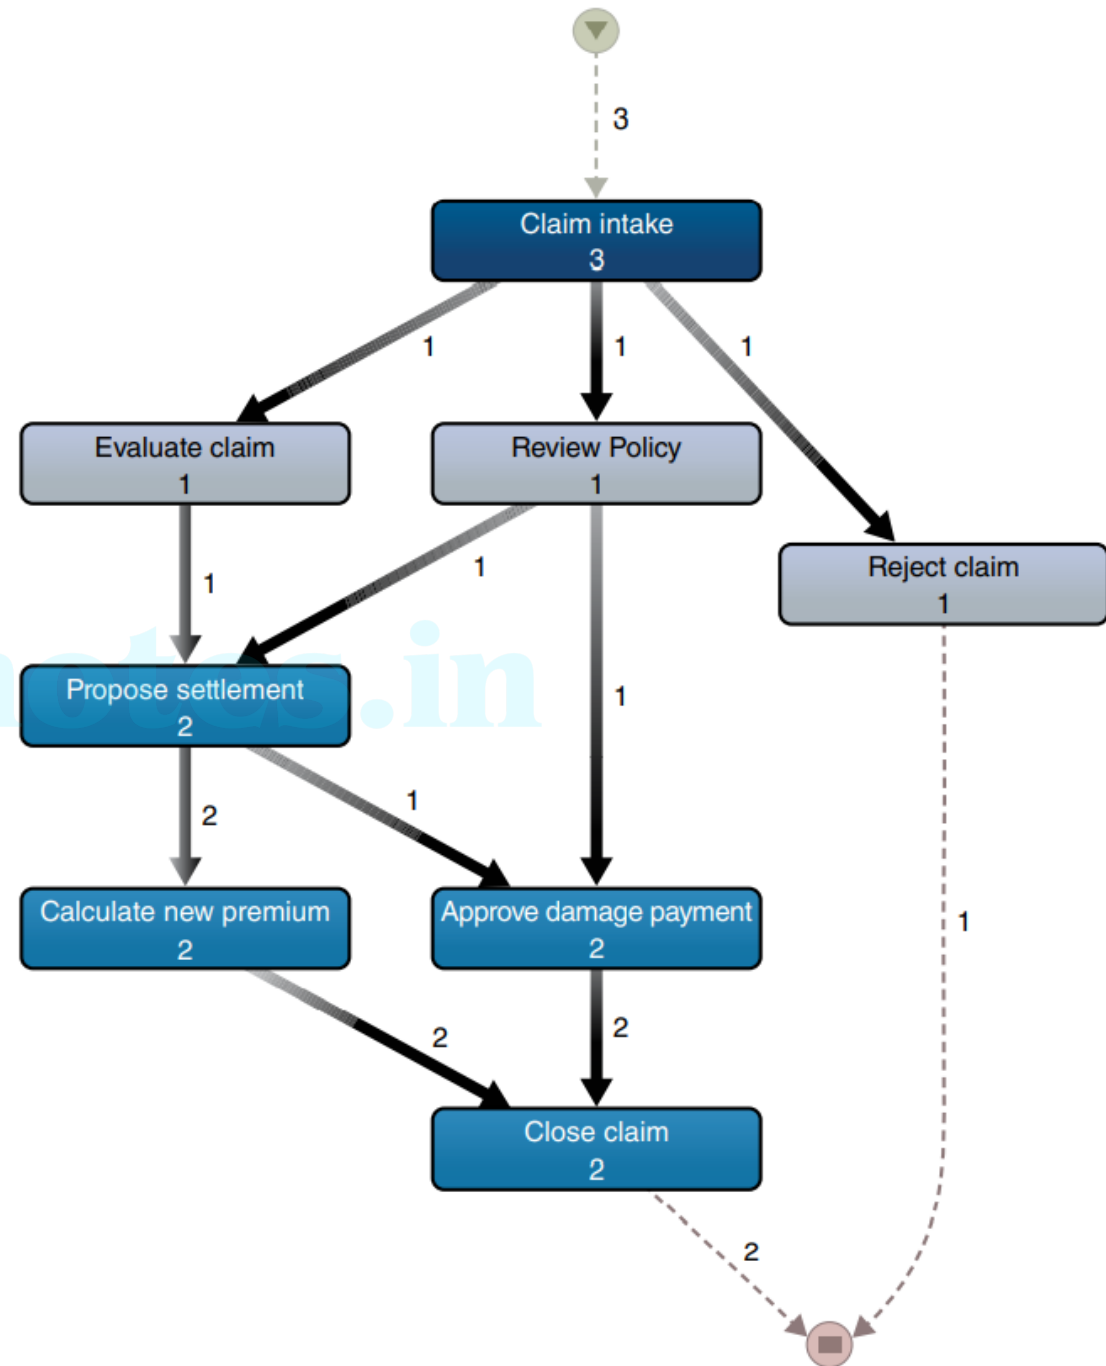 3
Claim intake
3
1
1
1
Evaluate claim
1
Review Policy
1
Reject claim
1
1
1
1
notes.in
Propose settlement
2
2
1
Calculate new premium
2
Approve damage payment
2
1
2
2
Close claim
2
2